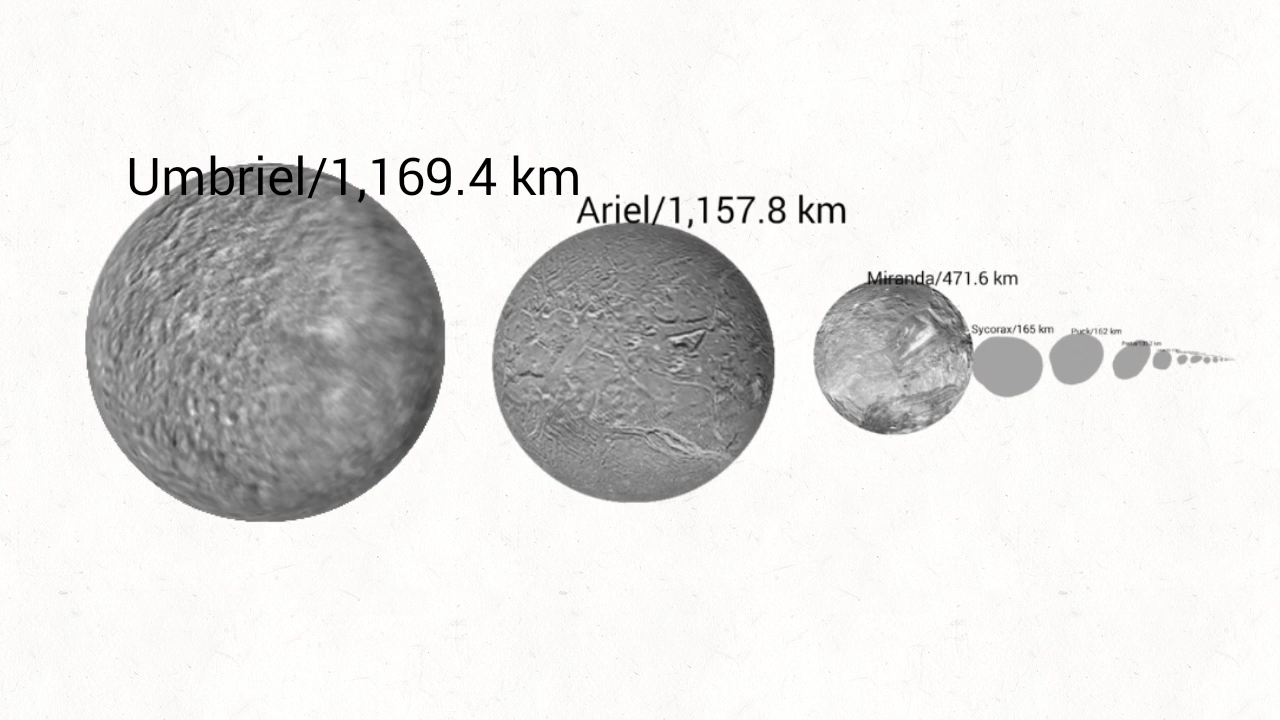 Umbriel/1,169.4 km
Ariel/1,157.8 km
Miranda/471.6 km
Sycorax/165 km
Puck/162 km